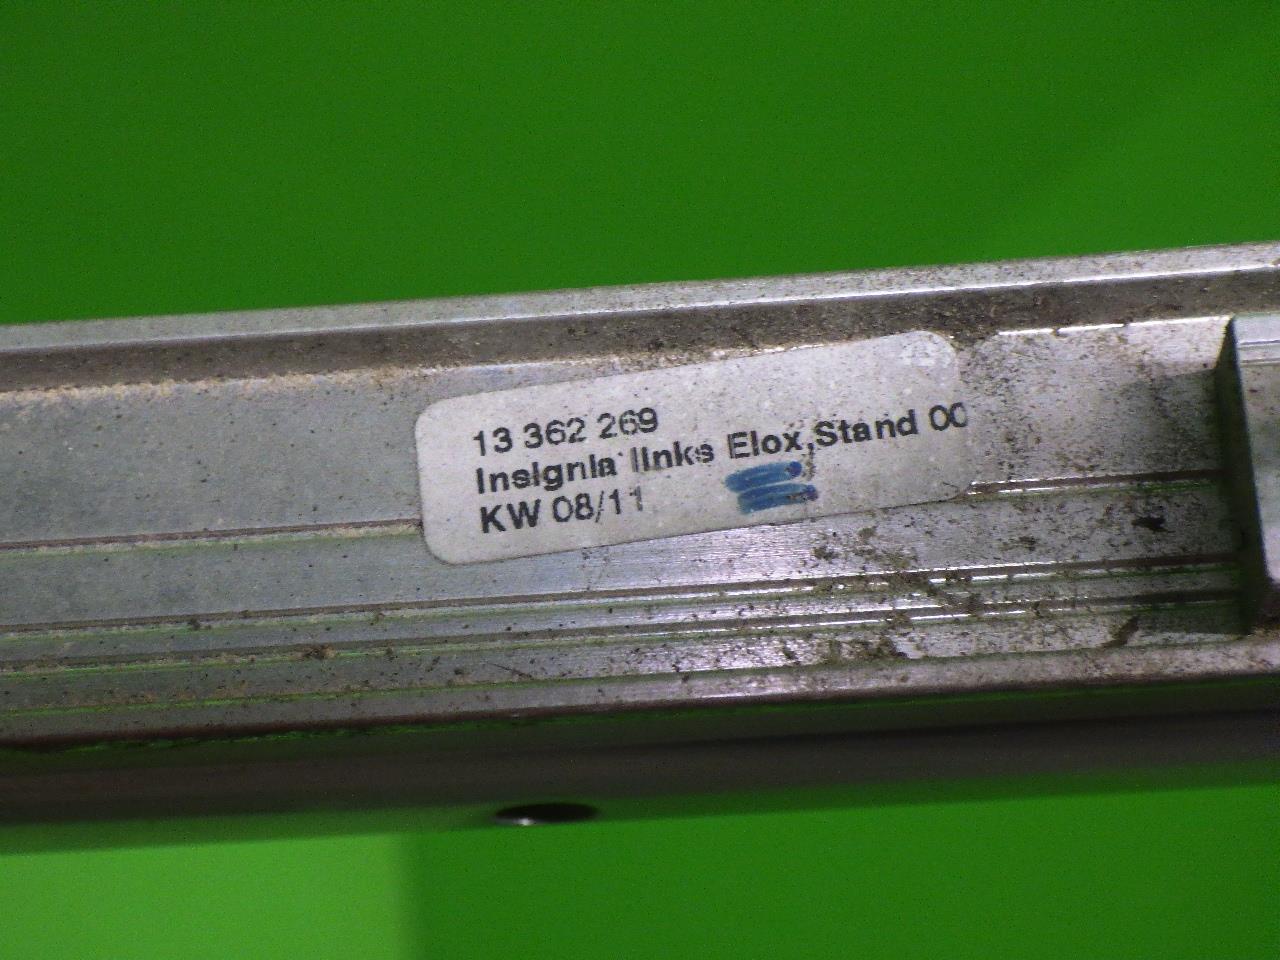 13 362 269
Insignia links Elox,Stand 00
KW 08/11